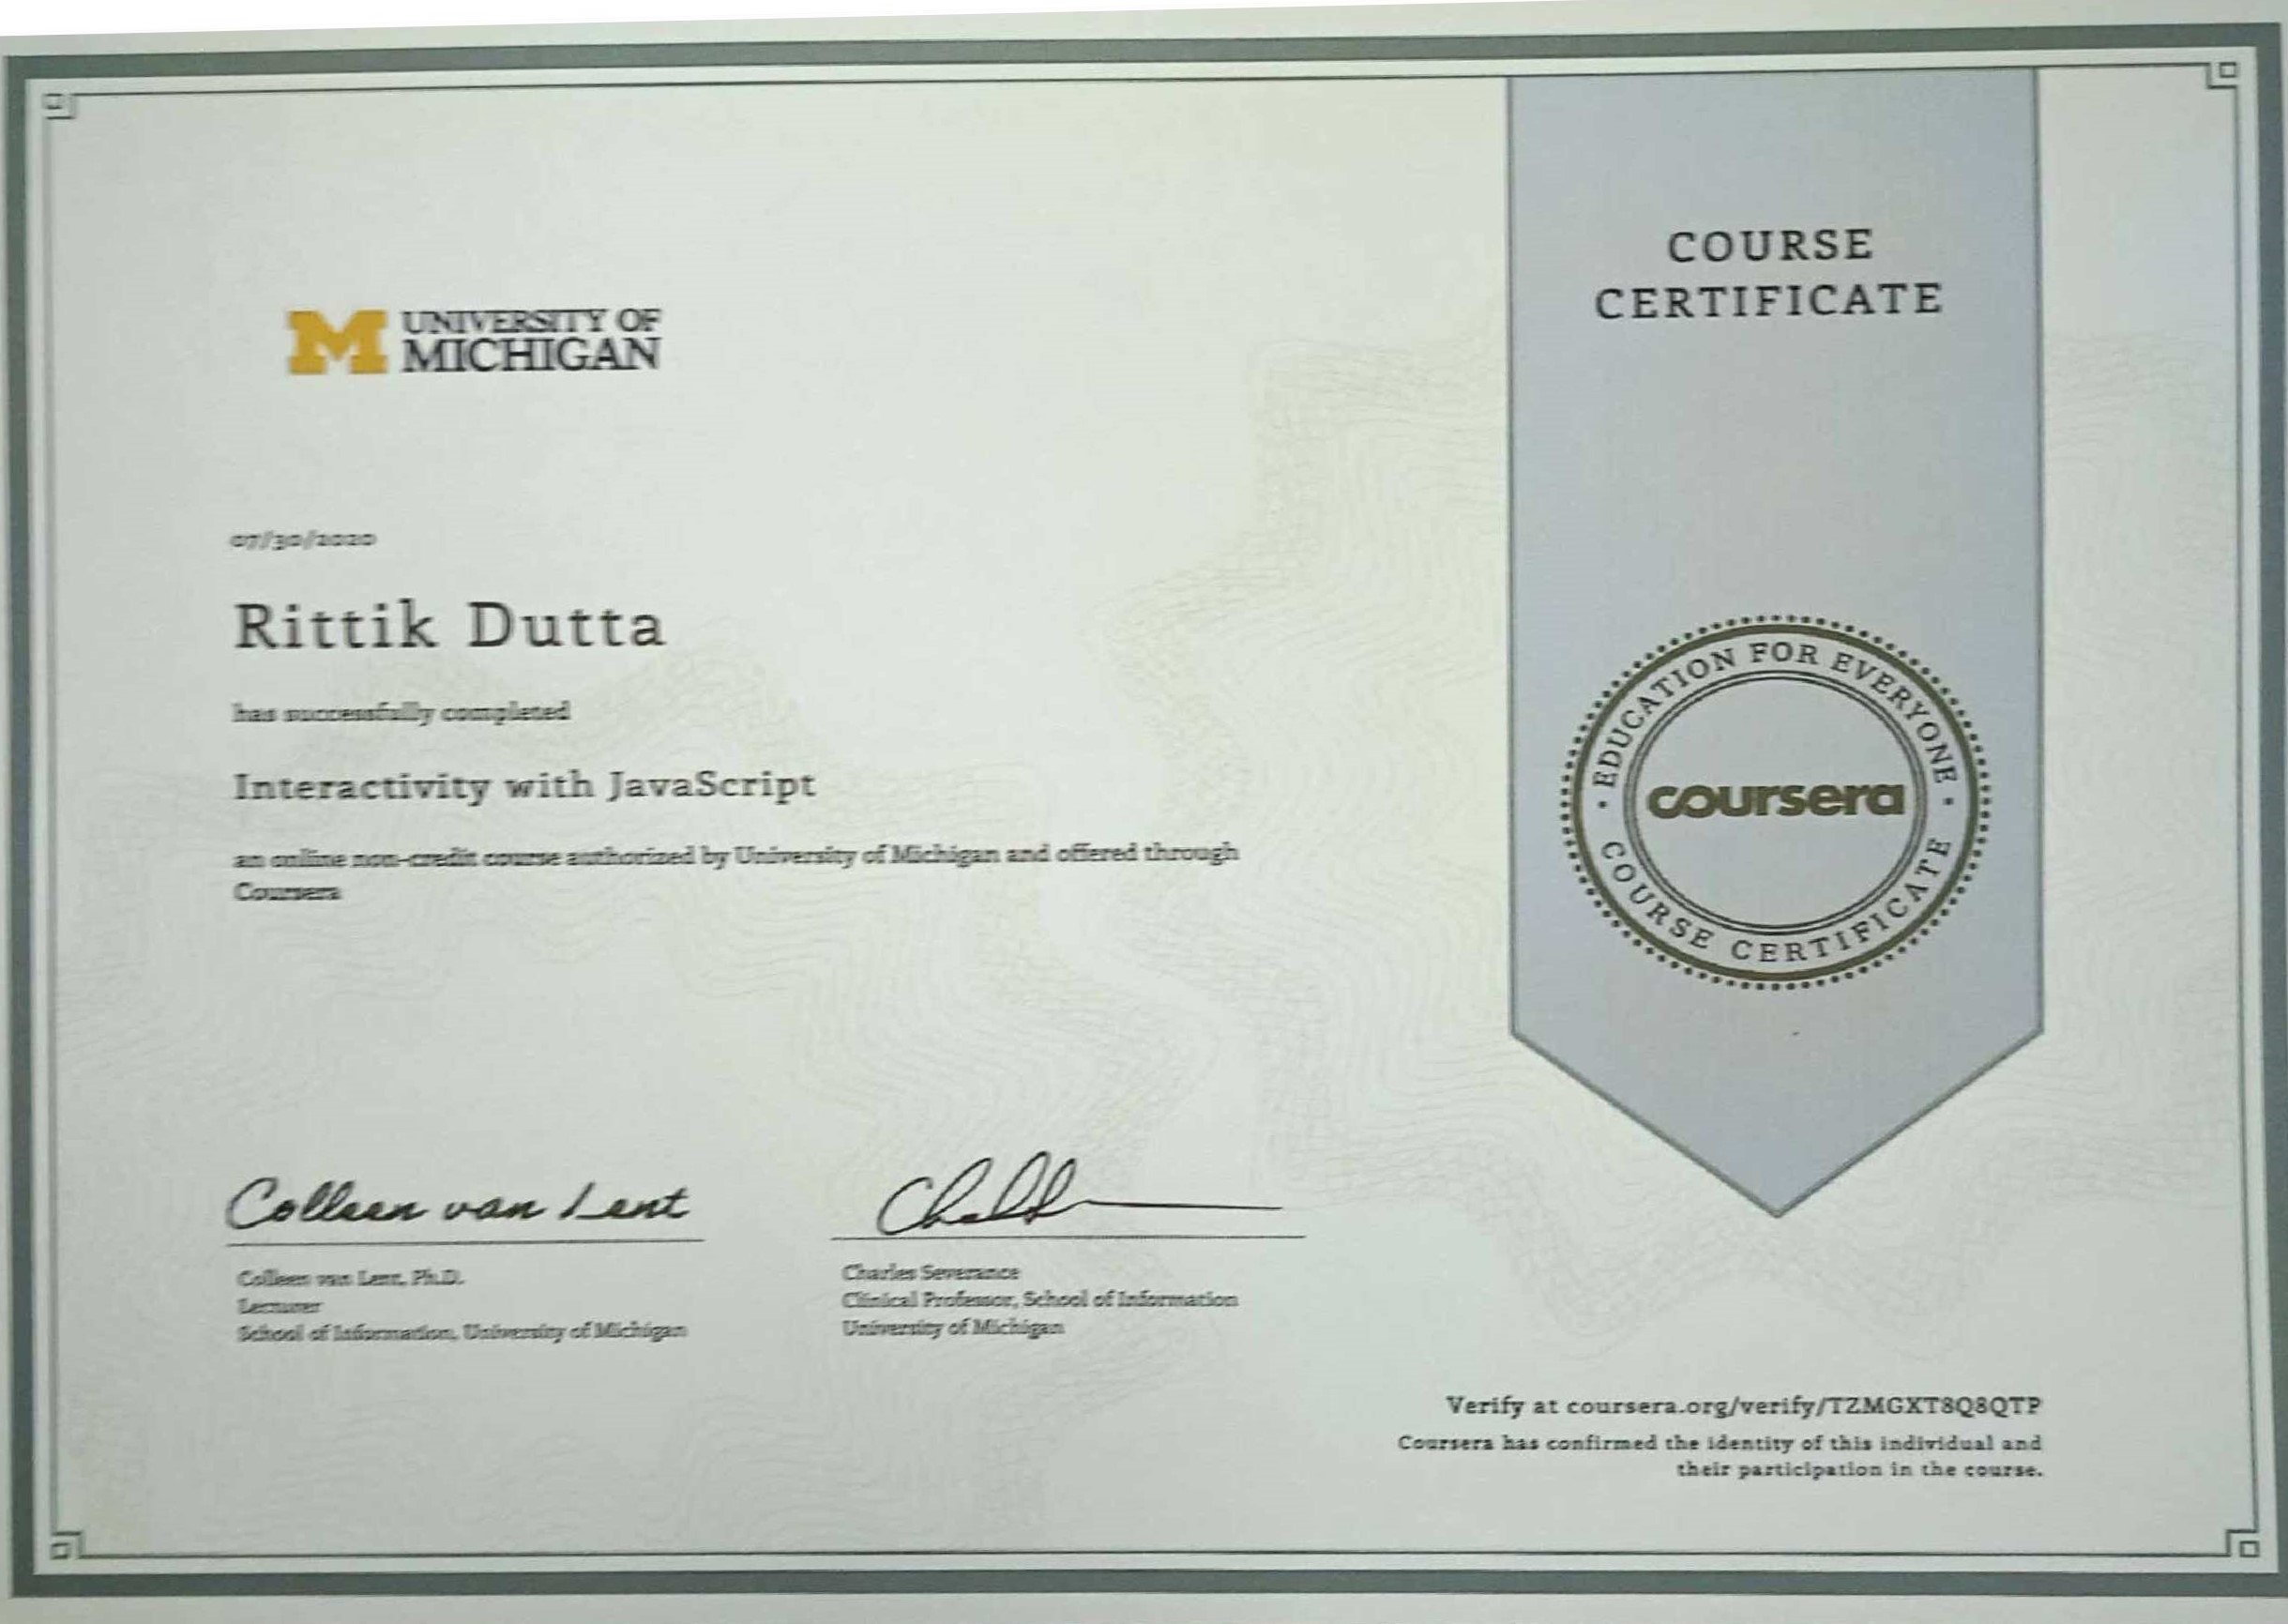 UNIVERSITY OF
MICHIGAN
07/30/2020
Rittik Dutta
has successfully completed
Interactivity with JavaScript
an online non-credit course authorized by University of Michigan and offered through
Coursera
Colleen van Lent
Colleen van Lent, Ph.D.
Lecturer
School of Information, University of Michigan
Charles Severance
Clinical Professor, School of Information
University of Michigan
COURSE
CERTIFICATE
EDUCATION FOR EVERYONE
coursera
COURSE CERTIFICATE
Verify at coursera.org/verify/TZMGXT8Q8QTP
Coursera has confirmed the identity of this individual and
their participation in the course.